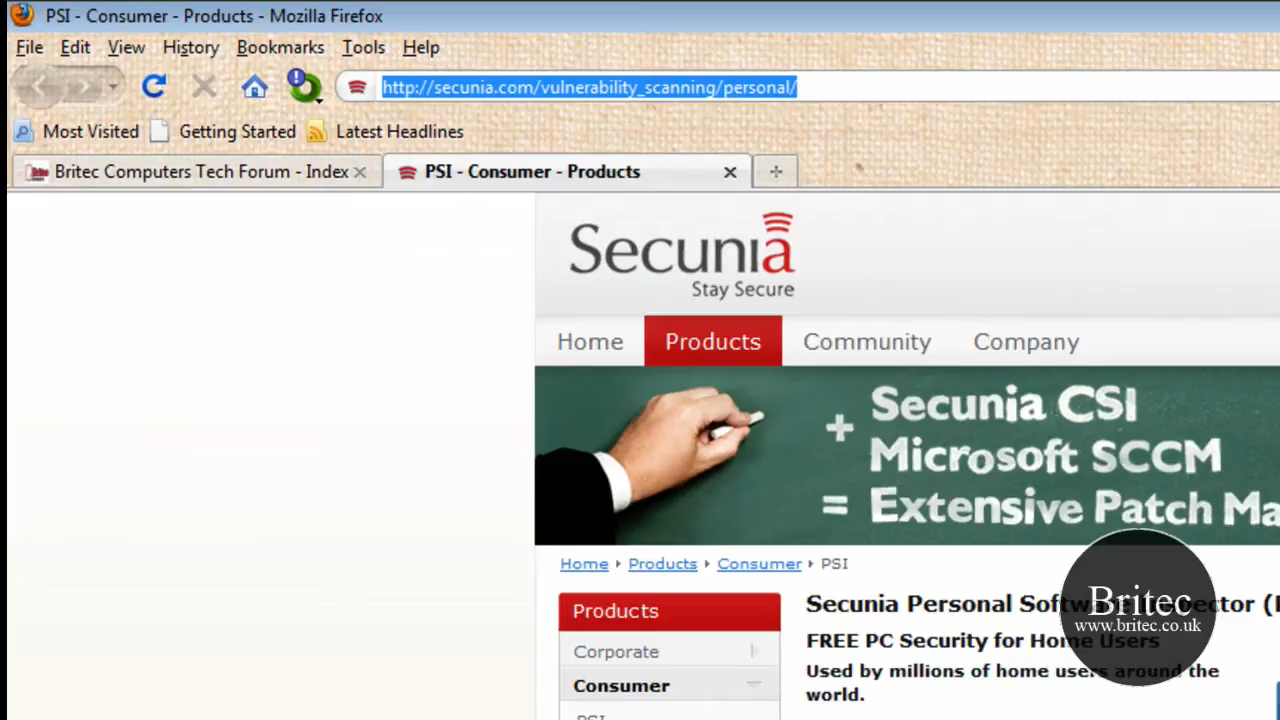 PSI - Consumer - Products - Mozilla Firefox
File Edit View History Bookmarks Tools Help
http://secunia.com/vulnerability_scanning/personal/
Most Visited Getting Started Latest Headlines
Britec Computers Tech Forum - Index PSI - Consumer - Products
Secunia
Stay Secure
Home Products Community Company
+ Secunia CSI
Microsoft SCCM
= Extensive Patch Ma
Home Products Consumer PSI
Products
Secunia Personal Software Inspector (
FREE PC Security for Home Users
Corporate
Used by millions of home users around the
world.
Consumer
PSI
Britec
www.britec.co.uk